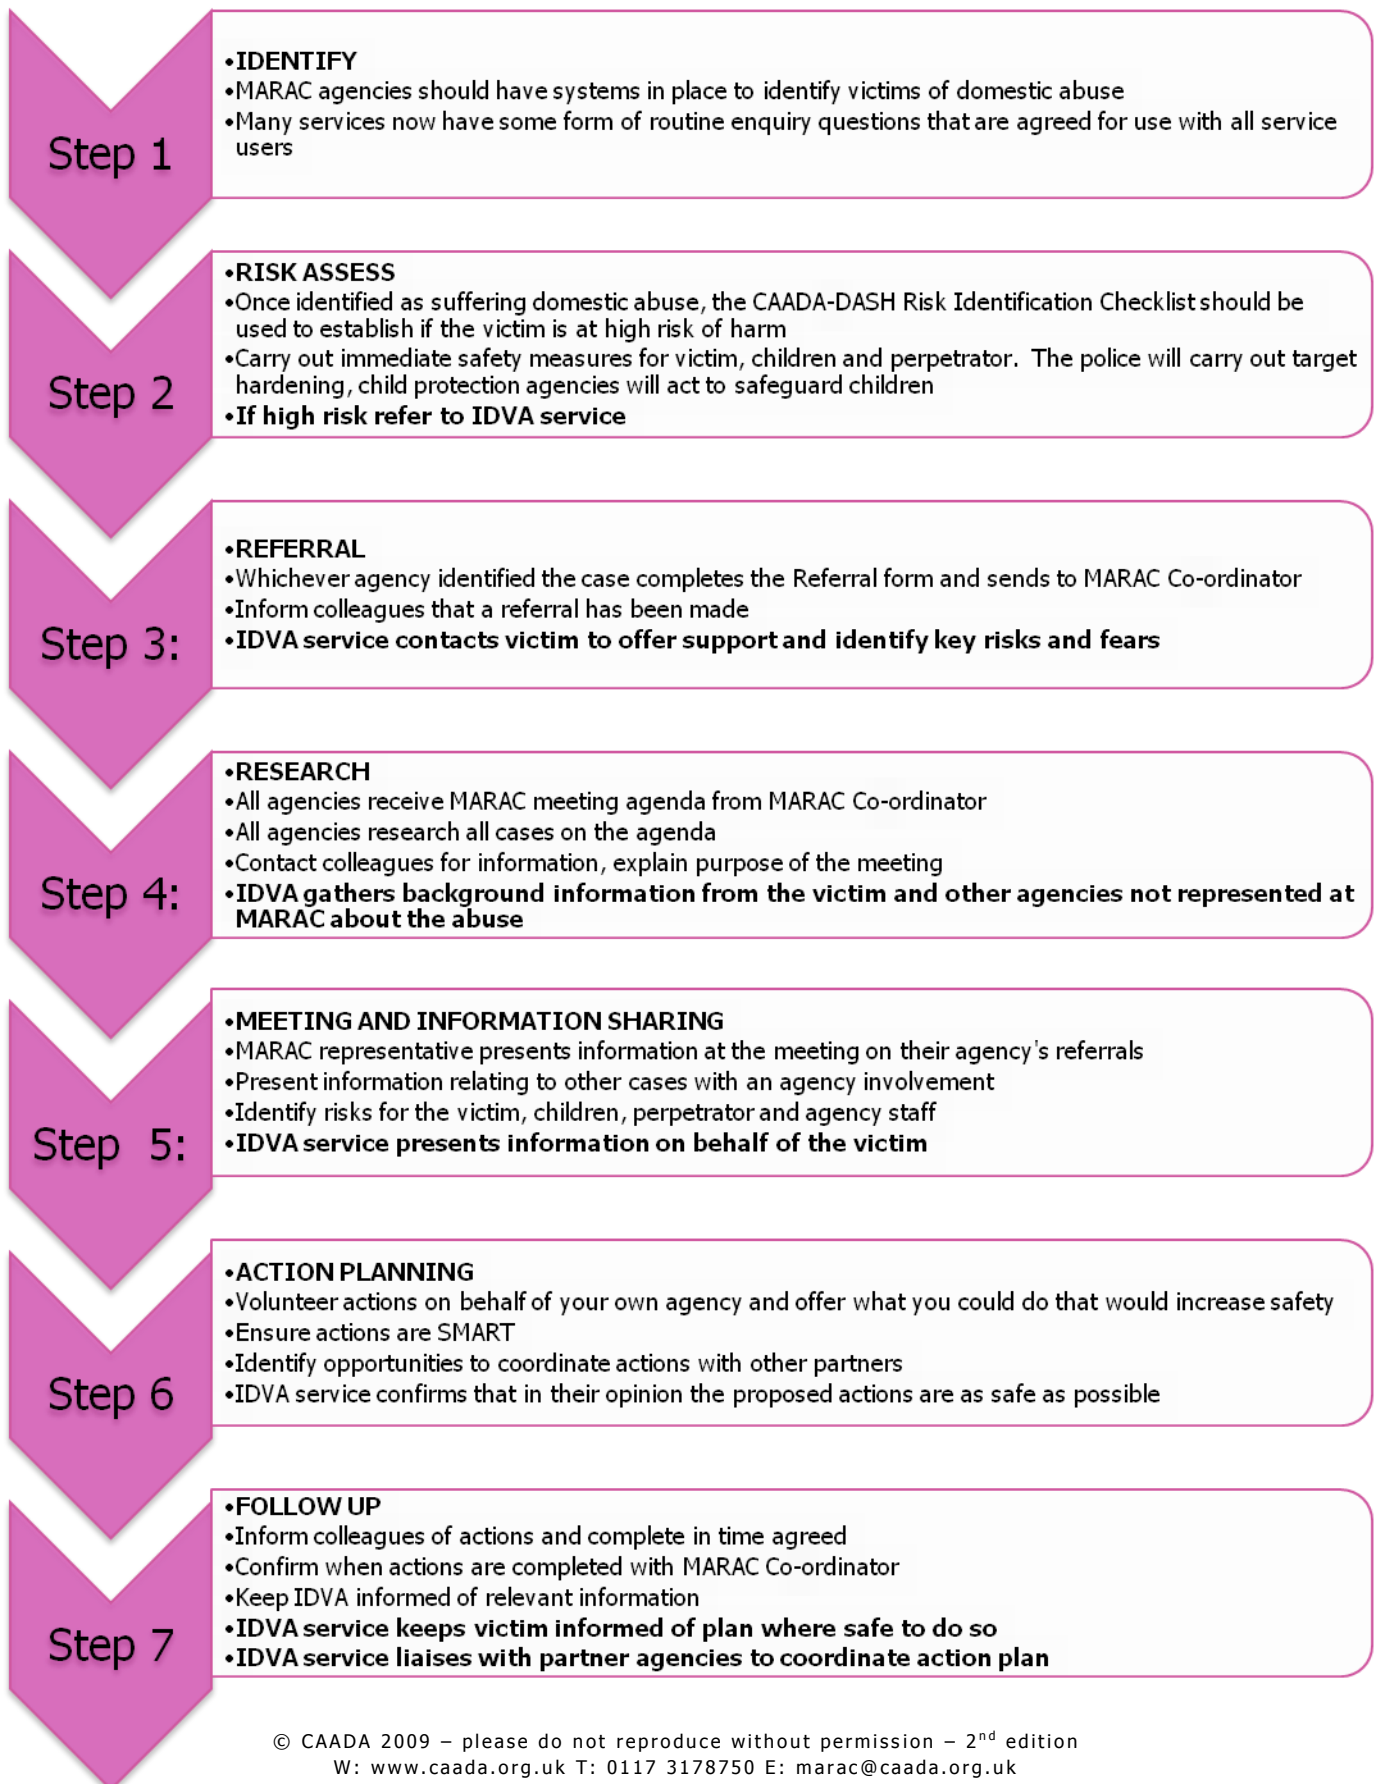 Step 1
•IDENTIFY
•MARAC agencies should have systems in place to identify victims of domestic abuse
•Many services now have some form of routine enquiry questions that are agreed for use with all service
users
Step 2
•RISK ASSESS
•Once identified as suffering domestic abuse, the CAADA-DASH Risk Identification Checklist should be
used to establish if the victim is at high risk of harm
•Carry out immediate safety measures for victim, children and perpetrator.  The police will carry out target
hardening, child protection agencies will act to safeguard children
•If high risk refer to IDVA service
Step 3:
•REFERRAL
•Whichever agency identified the case completes the Referral form and sends to MARAC Co-ordinator
•Inform colleagues that a referral has been made
•IDVA service contacts victim to offer support and identify key risks and fears
Step 4:
•RESEARCH
•All agencies receive MARAC meeting agenda from MARAC Co-ordinator
•All agencies research all cases on the agenda
•Contact colleagues for information, explain purpose of the meeting
•IDVA gathers background information from the victim and other agencies not represented at
MARAC about the abuse
Step  5:
•MEETING AND INFORMATION SHARING
•MARAC representative presents information at the meeting on their agency's referrals
•Present information relating to other cases with an agency involvement
•Identify risks for the victim, children, perpetrator and agency staff
•IDVA service presents information on behalf of the victim
Step 6
•ACTION PLANNING
•Volunteer actions on behalf of your own agency and offer what you could do that would increase safety
•Ensure actions are SMART
•Identify opportunities to coordinate actions with other partners
•IDVA service confirms that in their opinion the proposed actions are as safe as possible
Step 7
•FOLLOW UP
•Inform colleagues of actions and complete in time agreed
•Confirm when actions are completed with MARAC Co-ordinator
•Keep IDVA informed of relevant information
•IDVA service keeps victim informed of plan where safe to do so
•IDVA service liaises with partner agencies to coordinate action plan
© CAADA 2009 – please do not reproduce without permission – 2nd edition
W: www.caada.org.uk T: 0117 3178750 E: marac@caada.org.uk